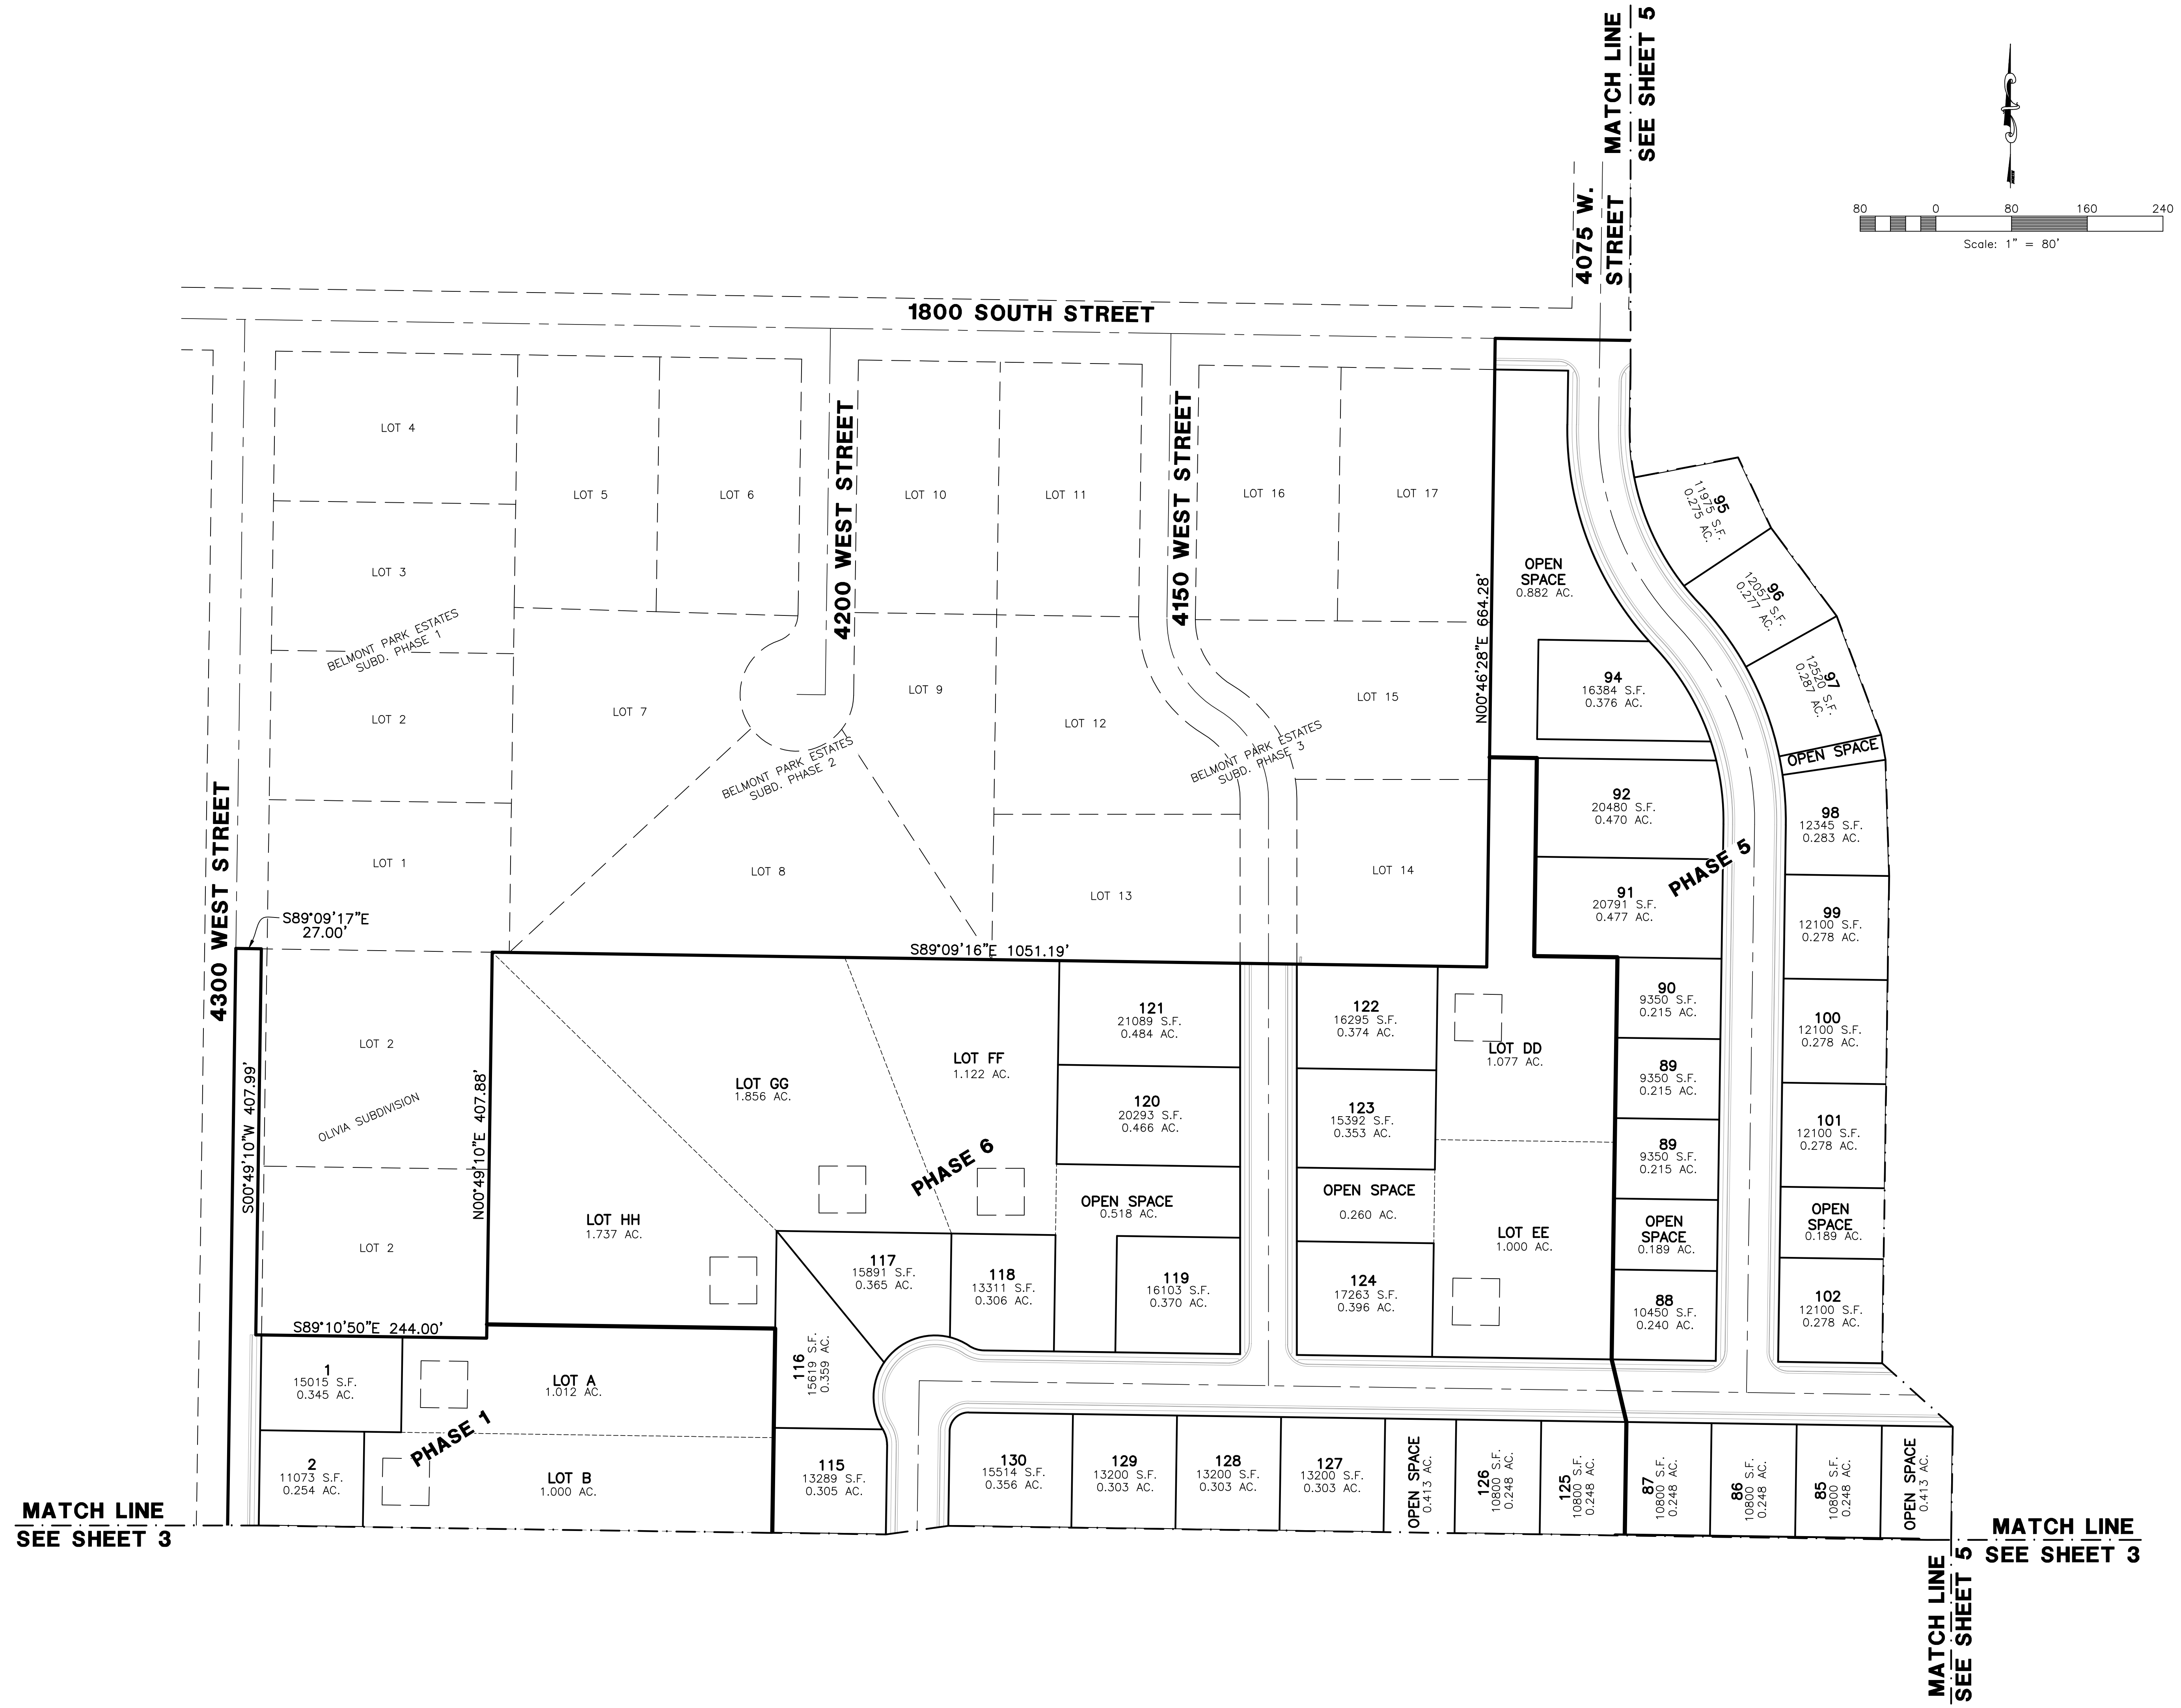 MATCH LINE
SEE SHEET 5
4075 W.
STREET
80 0 80 160 240
Scale: 1" = 80'
1800 SOUTH STREET
LOT 4
LOT 5
LOT 6
4200 WEST STREET
LOT 10
LOT 11
4150 WEST STREET
LOT 16
LOT 17
95
11975 S.F.
0.275 AC.
LOT 3
BELMONT PARK ESTATES
SUBD. PHASE 1
OPEN
SPACE
0.882 AC.
96
12057 S.F.
0.277 AC.
N00°46'28"E 664.28'
LOT 2
LOT 7
LOT 9
LOT 12
LOT 15
94
16384 S.F.
0.376 AC.
97
12520 S.F.
0.287 AC.
BELMONT PARK ESTATES
SUBD. PHASE 2
BELMONT PARK ESTATES
SUBD. PHASE 3
OPEN SPACE
92
20480 S.F.
0.470 AC.
98
12345 S.F.
0.283 AC.
4300 WEST STREET
LOT 1
LOT 8
LOT 13
LOT 14
PHASE 5
91
20791 S.F.
0.477 AC.
99
12100 S.F.
0.278 AC.
S89°09'17"E
27.00'
S89°09'16"E 1051.19'
LOT 2
121
21089 S.F.
0.484 AC.
122
16295 S.F.
0.374 AC.
90
9350 S.F.
0.215 AC.
100
12100 S.F.
0.278 AC.
LOT FF
1.122 AC.
LOT DD
1.077 AC.
LOT GG
1.856 AC.
89
9350 S.F.
0.215 AC.
S00°49'10"W 407.99'
OLIVIA SUBDIVISION
N00°49'10"E 407.88'
120
20293 S.F.
0.466 AC.
123
15392 S.F.
0.353 AC.
101
12100 S.F.
0.278 AC.
89
9350 S.F.
0.215 AC.
PHASE 6
OPEN SPACE
0.518 AC.
OPEN SPACE
0.260 AC.
LOT HH
1.737 AC.
LOT 2
LOT EE
1.000 AC.
OPEN
SPACE
0.189 AC.
OPEN
SPACE
0.189 AC.
117
15891 S.F.
0.365 AC.
118
13311 S.F.
0.306 AC.
119
16103 S.F.
0.370 AC.
124
17263 S.F.
0.396 AC.
88
10450 S.F.
0.240 AC.
102
12100 S.F.
0.278 AC.
S89°10'50"E 244.00'
1
15015 S.F.
0.345 AC.
LOT A
1.012 AC.
116
15619 S.F.
0.359 AC.
PHASE 1
2
11073 S.F.
0.254 AC.
LOT B
1.000 AC.
115
13289 S.F.
0.305 AC.
130
15514 S.F.
0.356 AC.
129
13200 S.F.
0.303 AC.
128
13200 S.F.
0.303 AC.
127
13200 S.F.
0.303 AC.
OPEN SPACE
0.413 AC.
126
10800 S.F.
0.248 AC.
125
10800 S.F.
0.248 AC.
87
10800 S.F.
0.248 AC.
86
10800 S.F.
0.248 AC.
85
10800 S.F.
0.248 AC.
OPEN SPACE
0.413 AC.
MATCH LINE
SEE SHEET 3
MATCH LINE
SEE SHEET 3
MATCH LINE
SEE SHEET 5